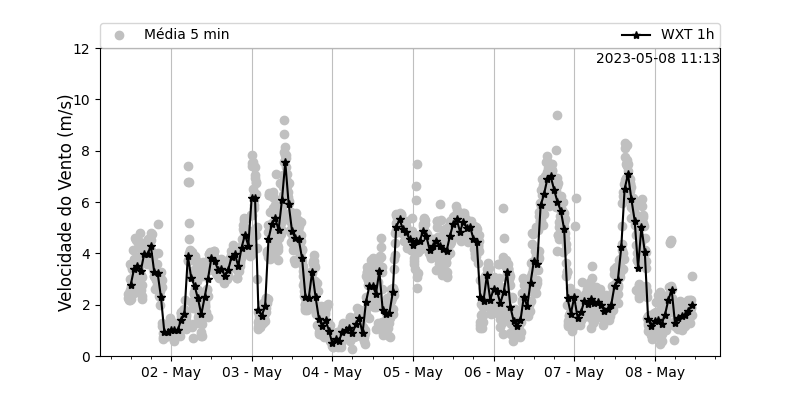 Média 5 min
WXT 1h
2023-05-08 11:13
Velocidade do Vento (m/s)
12
10
8
6
4
2
0
02 - May 03 - May 04 - May 05 - May 06 - May 07 - May 08 - May